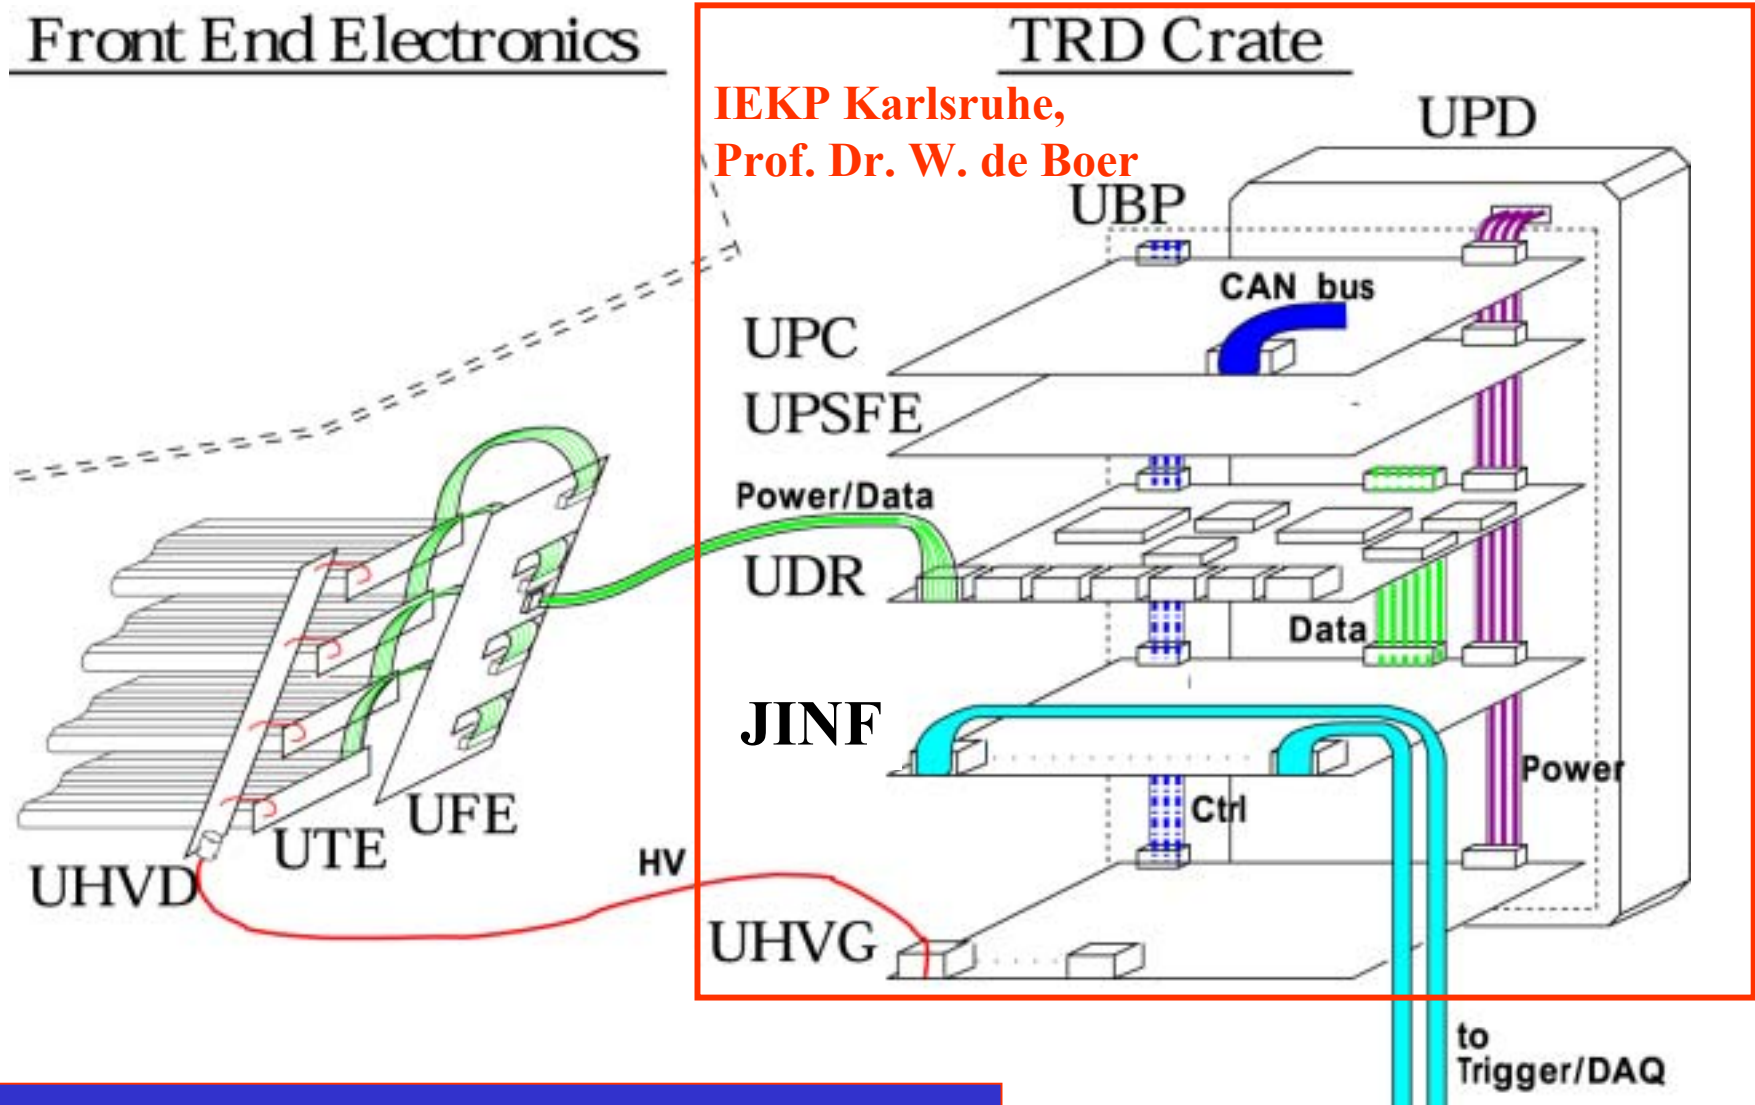 Front End Electronics
TRD Crate
IEKP Karlsruhe,
Prof. Dr. W. de Boer
UPD
UBP
CAN bus
UPC
UPSFE
Power/Data
UDR
Data
JINF
Power
Ctrl
UFE
UTE
UHVD
HV
UHVG
to
Trigger/DAQ